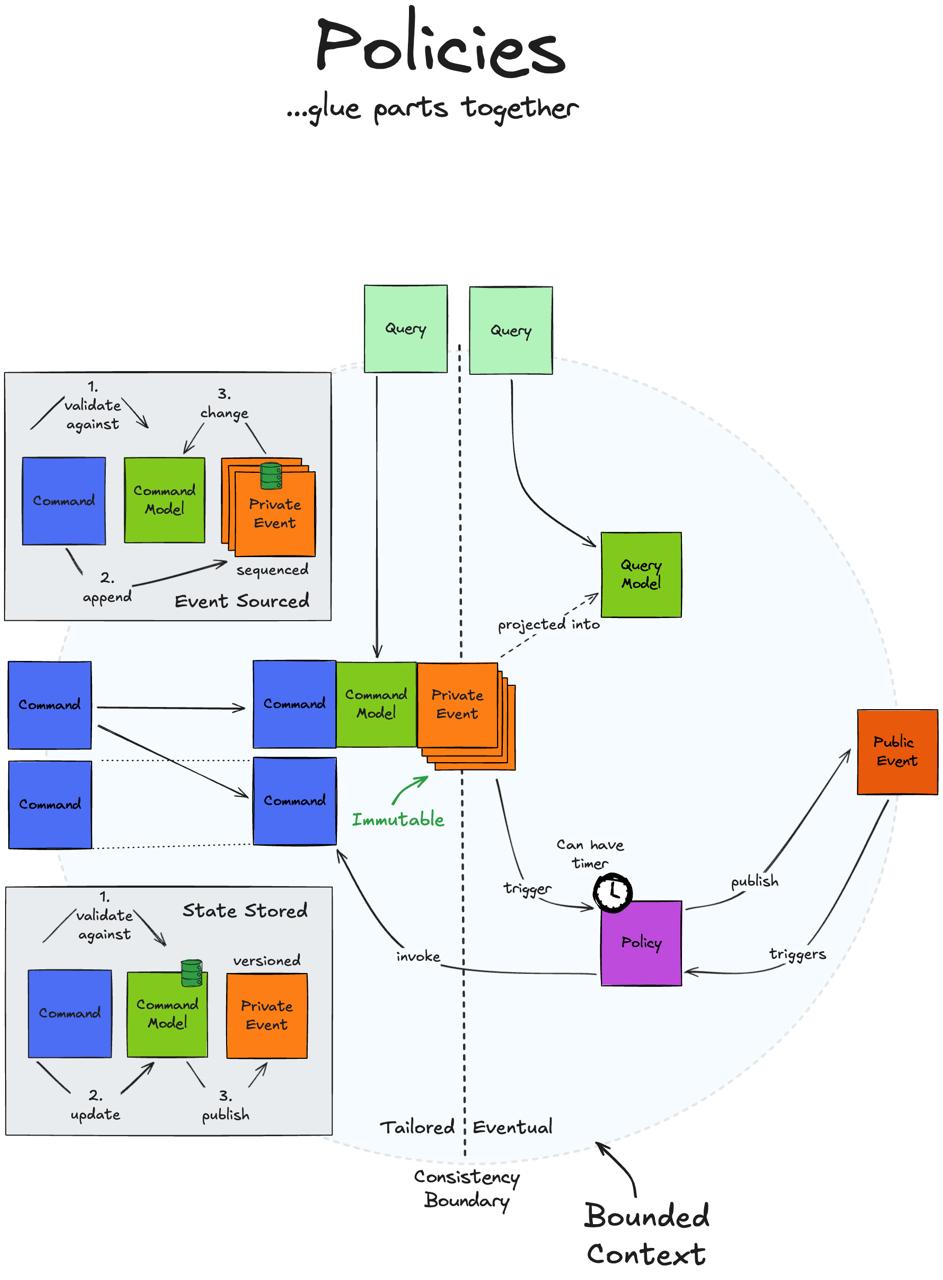 Policies
...glue parts together
Query
Query
1.
validate
against
3.
change
Command
Command
Model
Private
Event
sequenced
2.
append
Event Sourced
Query
Model
projected into
Command
Command
Command
Model
Private
Event
Public
Event
Command
Command
Immutable
Can have
timer
trigger
publish
Policy
invoke
triggers
1.
validate
against
State Stored
versioned
Command
Command
Model
Private
Event
2.
update
3.
publish
Tailored
Eventual
Consistency
Boundary
Bounded
Context